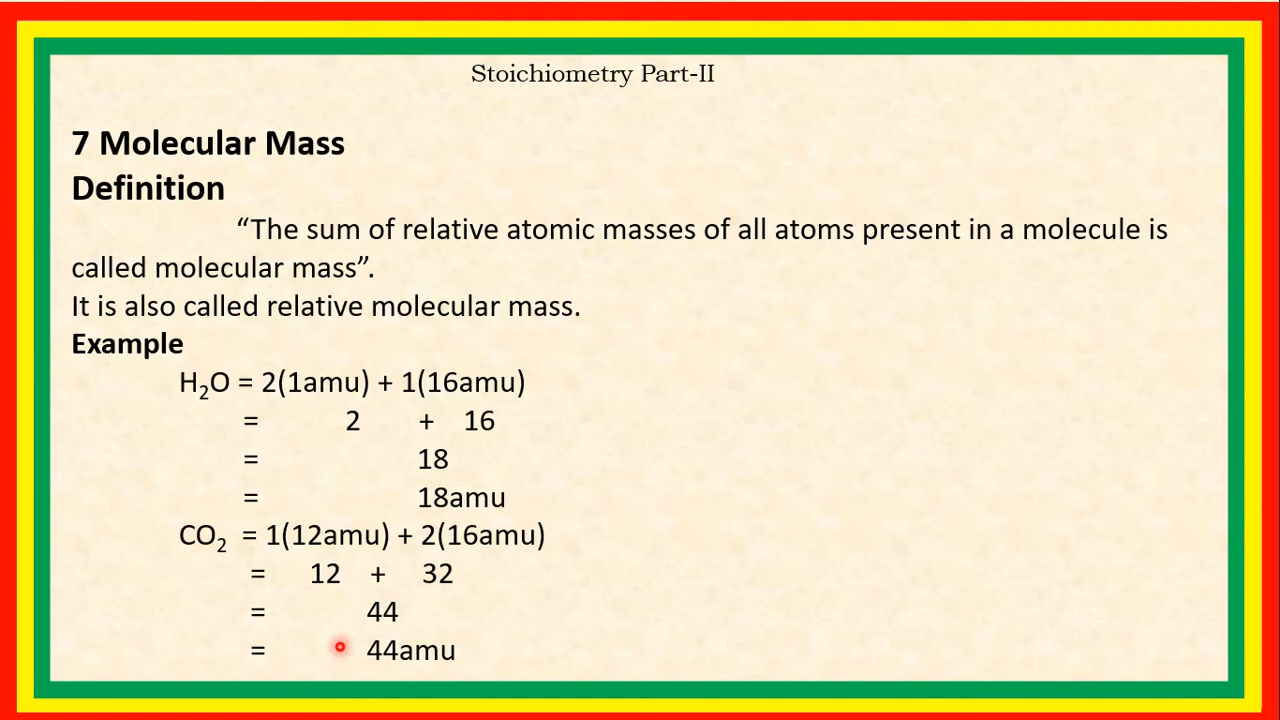 Stoichiometry Part-II
7 Molecular Mass
Definition
“The sum of relative atomic masses of all atoms present in a molecule is
called molecular mass”.
It is also called relative molecular mass.
Example
H₂O = 2(1amu) + 1(16amu)
= 2 + 16
= 18
= 18amu
CO₂ = 1(12amu) + 2(16amu)
= 12 + 32
= 44
= 44amu